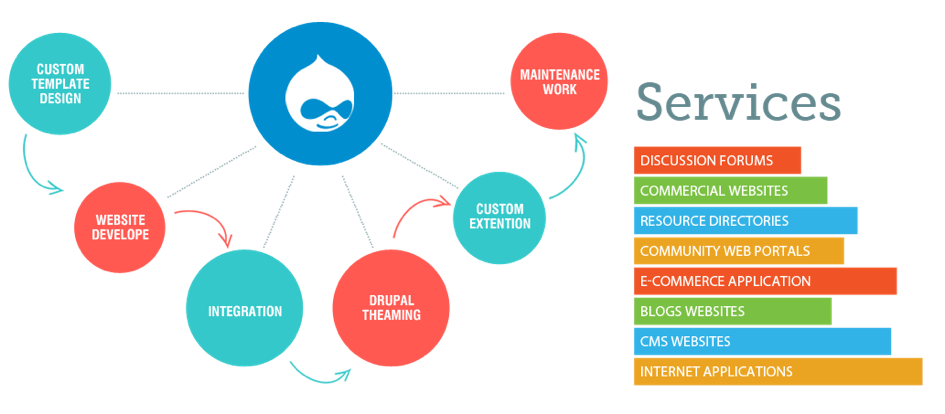 CUSTOM
TEMPLATE
DESIGN
WEBSITE
DEVELOPE
INTEGRATION
DRUPAL
THEAMING
CUSTOM
EXTENTION
MAINTENANCE
WORK
Services
DISCUSSION FORUMS
COMMERCIAL WEBSITES
RESOURCE DIRECTORIES
COMMUNITY WEB PORTALS
E-COMMERCE APPLICATION
BLOGS WEBSITES
CMS WEBSITES
INTERNET APPLICATIONS